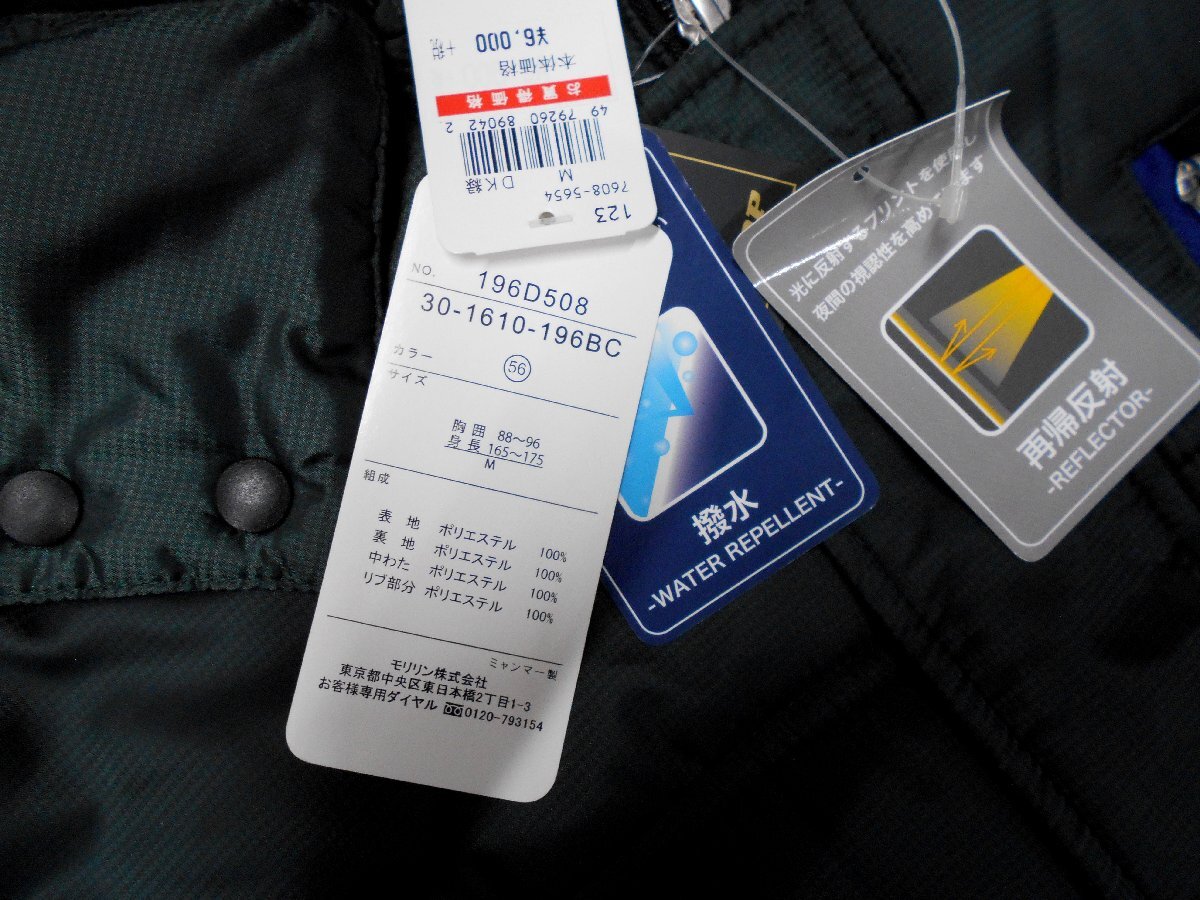 ¥6,000
+税
本体価格
お買得価格
49 79260 89042 2
M
DK緑
7608-5654
123
NO.
196D508
30-1610-196BC
カラー
56
サイズ
胸囲 88〜96
身長 165〜175
M
組成
表地 ポリエステル 100%
裏地 ポリエステル 100%
中わた ポリエステル 100%
リブ部分 ポリエステル 100%
ミャンマー製
モリリン株式会社
東京都中央区東日本橋2丁目1-3
お客様専用ダイヤル 0120-793154
撥水
-WATER REPELLENT-
光に反射するプリントを使用し
夜間の視認性を高めます
再帰反射
-REFLECTOR-